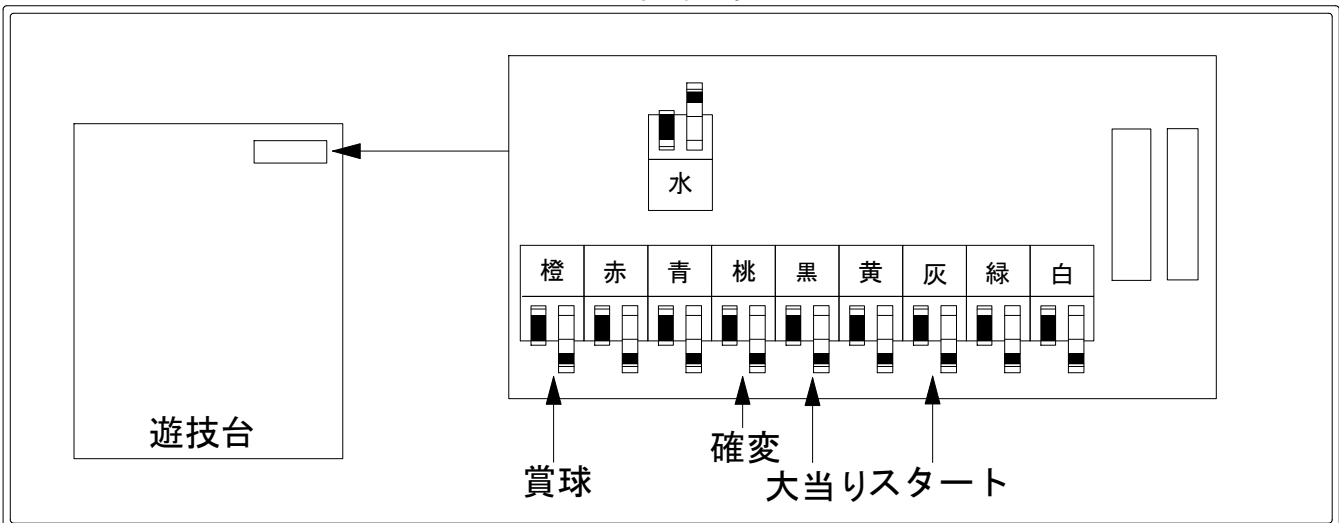 水
橙 赤 青 桃 黒 黄 灰 緑 白
遊技台
賞球
確変
大当り
スタート